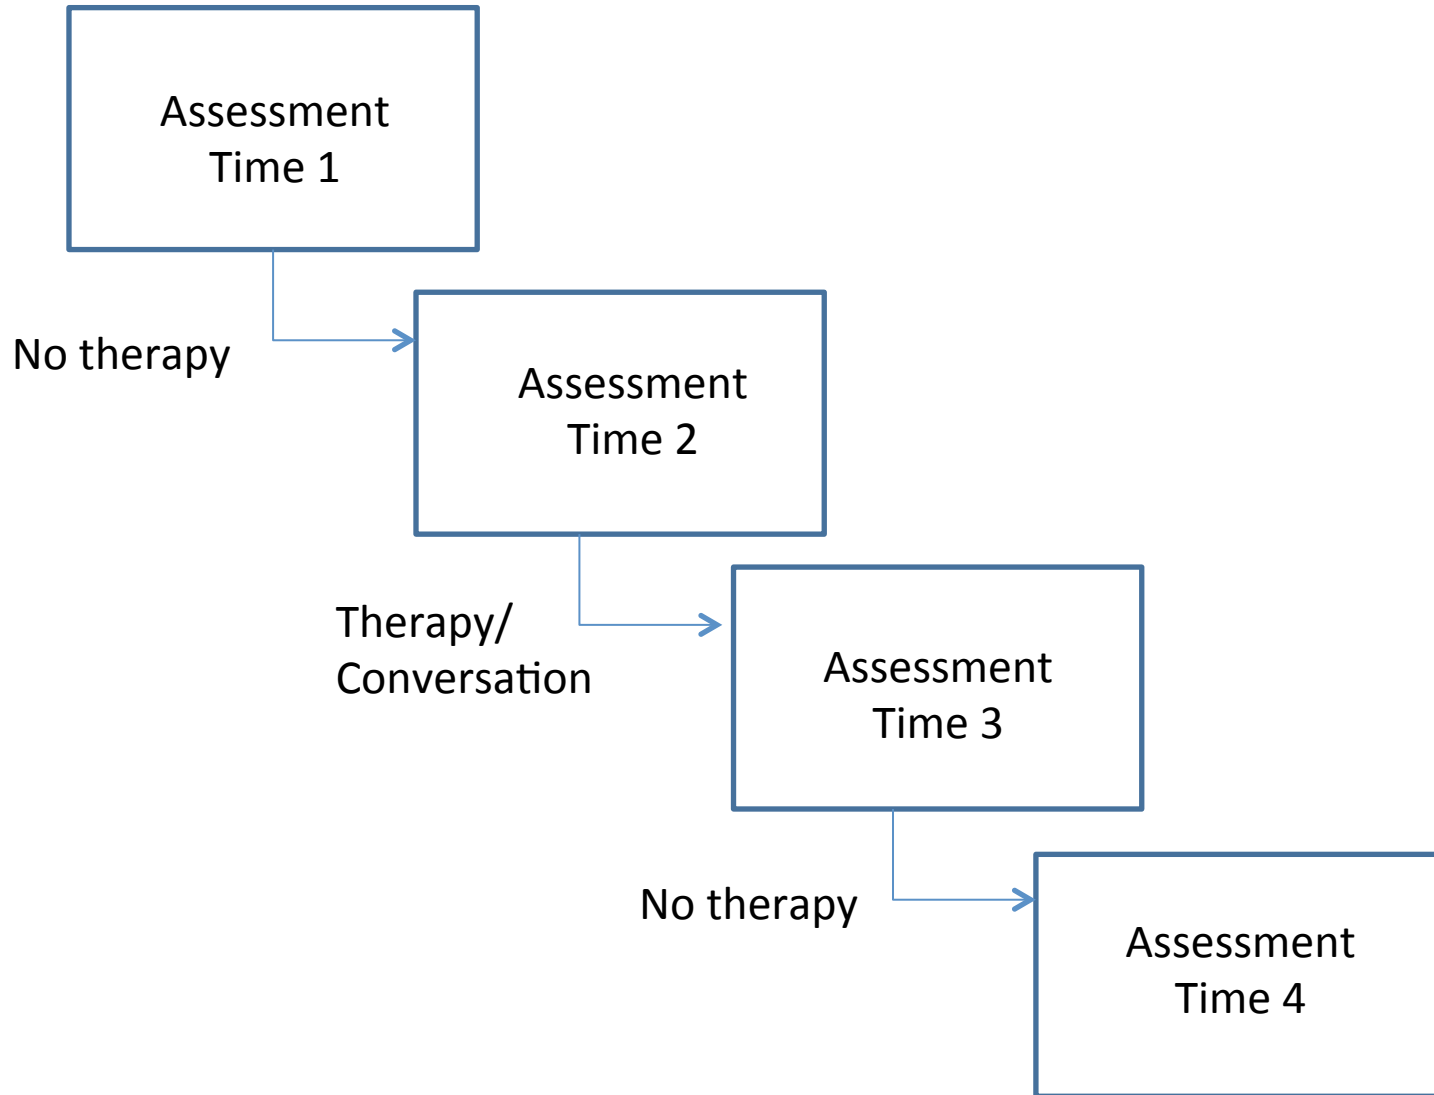 Assessment
Time 1
No therapy
Assessment
Time 2
Therapy/
Conversation
Assessment
Time 3
No therapy
Assessment
Time 4